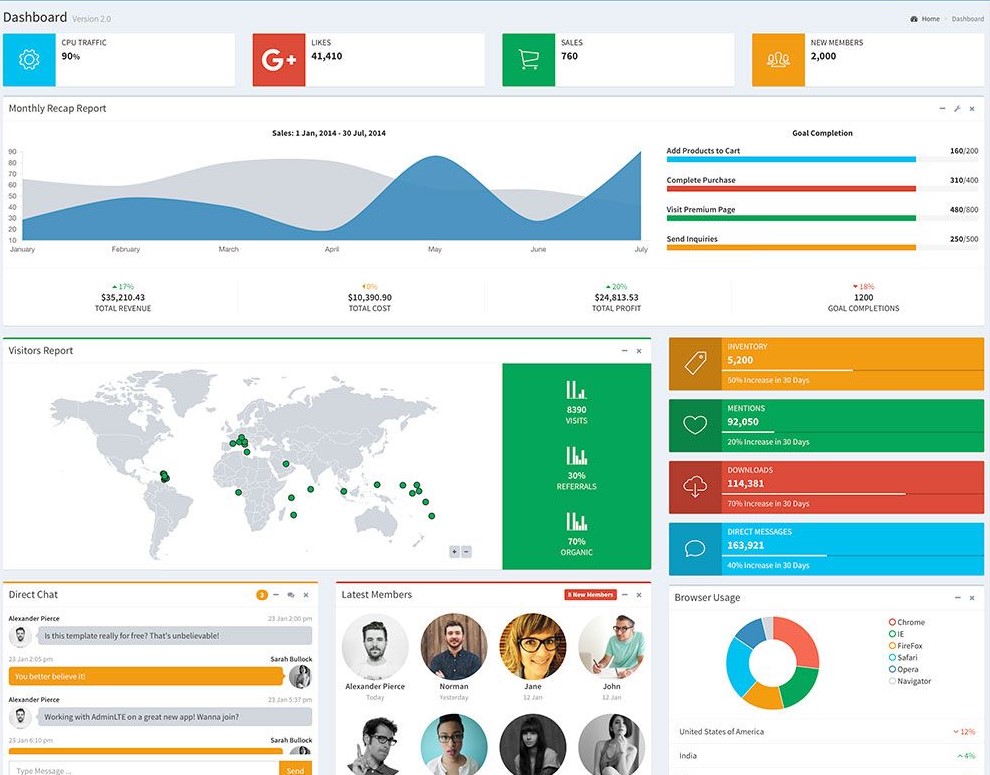 Dashboard Version 2.0
Home > Dashboard
CPU TRAFFIC
90%
G+
LIKES
41,410
SALES
760
NEW MEMBERS
2,000
Monthly Recap Report
Sales: 1 Jan, 2014 - 30 Jul, 2014
90
80
70
60
50
40
30
20
10
January February March April May June July
Goal Completion
Add Products to Cart 160/200
Complete Purchase 310/400
Visit Premium Page 480/800
Send Inquiries 250/500
17%
$35,210.43
TOTAL REVENUE
0%
$10,390.90
TOTAL COST
20%
$24,813.53
TOTAL PROFIT
18%
1200
GOAL COMPLETIONS
Visitors Report
+ −
8390
VISITS
30%
REFERRALS
70%
ORGANIC
INVENTORY
5,200
50% Increase in 30 Days
MENTIONS
92,050
20% Increase in 30 Days
DOWNLOADS
114,381
70% Increase in 30 Days
DIRECT MESSAGES
163,921
40% Increase in 30 Days
Direct Chat 3
Alexander Pierce 23 Jan 2:00 pm
Is this template really for free? That's unbelievable!
23 Jan 2:05 pm Sarah Bullock
You better believe it!
Alexander Pierce 23 Jan 5:37 pm
Working with AdminLTE on a great new app! Wanna join?
23 Jan 6:10 pm Sarah Bullock
Type Message ... Send
Latest Members 8 New Members
Alexander Pierce Norman Jane John
Today Yesterday 12 Jan 12 Jan
Browser Usage
Chrome
IE
FireFox
Safari
Opera
Navigator
United States of America 12%
India 4%